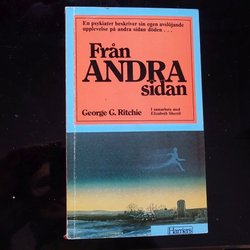 En psykiater beskriver sin egen avslöjande
upplevelse på andra sidan döden . . .
Från
ANDRA
sidan
George G. Ritchie
I samarbete med
Elizabeth Sherrill
Harriers